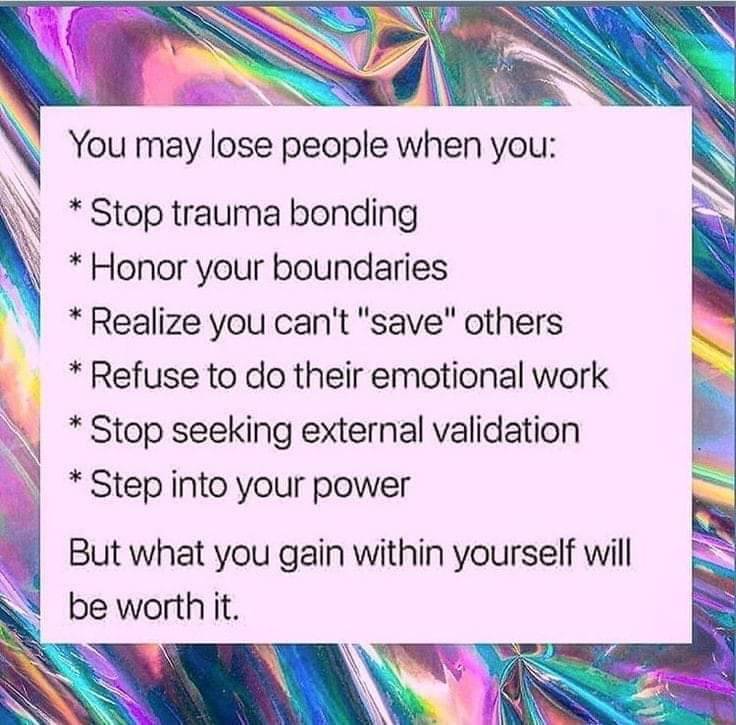 You may lose people when you:
* Stop trauma bonding
* Honor your boundaries
* Realize you can't "save" others
* Refuse to do their emotional work
* Stop seeking external validation
* Step into your power
But what you gain within yourself will
be worth it.